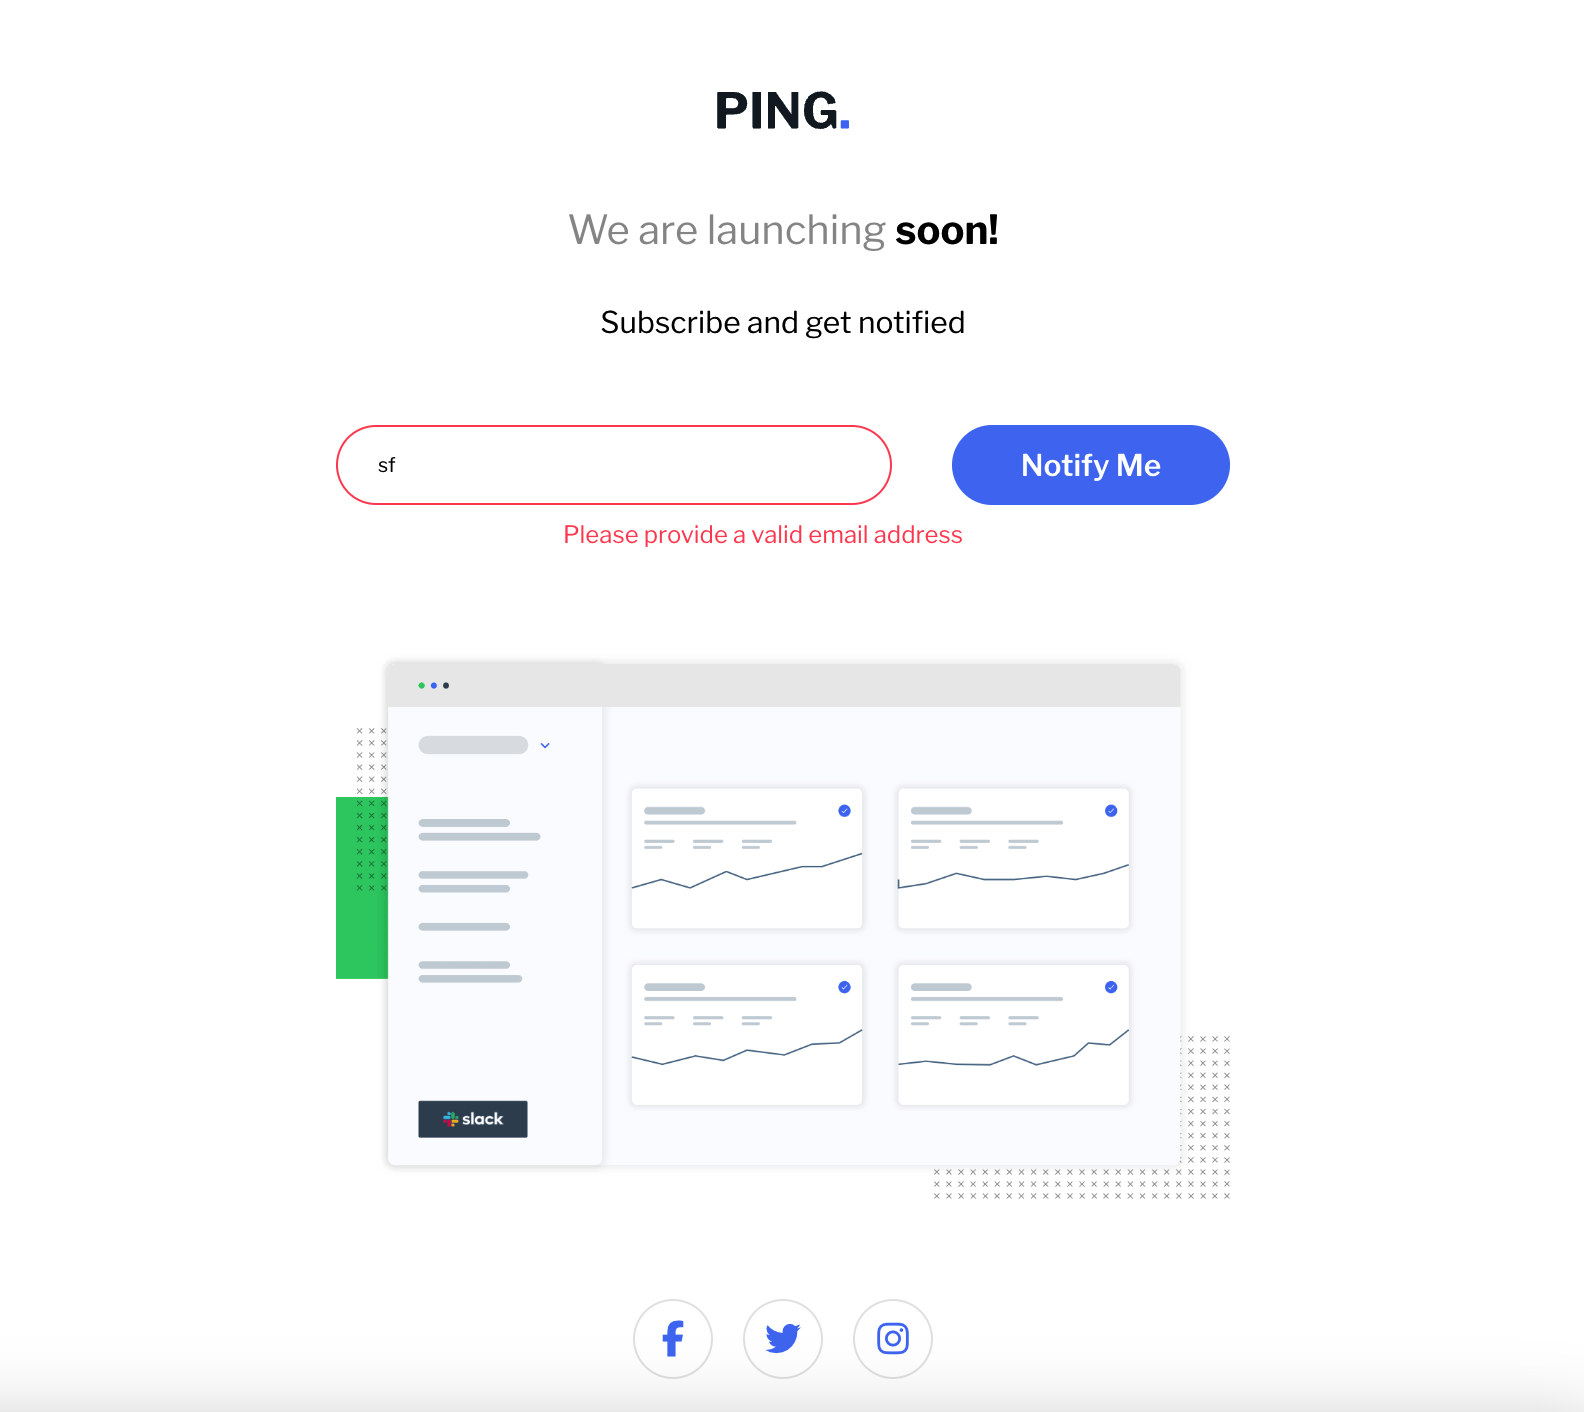 PING.
We are launching soon!
Subscribe and get notified
sf
Notify Me
Please provide a valid email address
slack